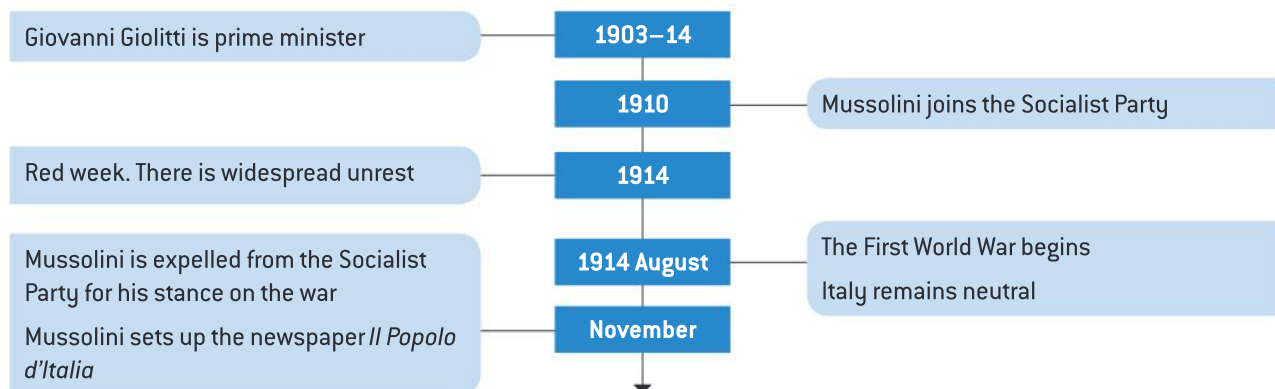 Giovanni Giolitti is prime minister
1903–14
1910
Mussolini joins the Socialist Party
Red week. There is widespread unrest
1914
1914 August
The First World War begins
Italy remains neutral
Mussolini is expelled from the Socialist
Party for his stance on the war
Mussolini sets up the newspaper Il Popolo
d'Italia
November